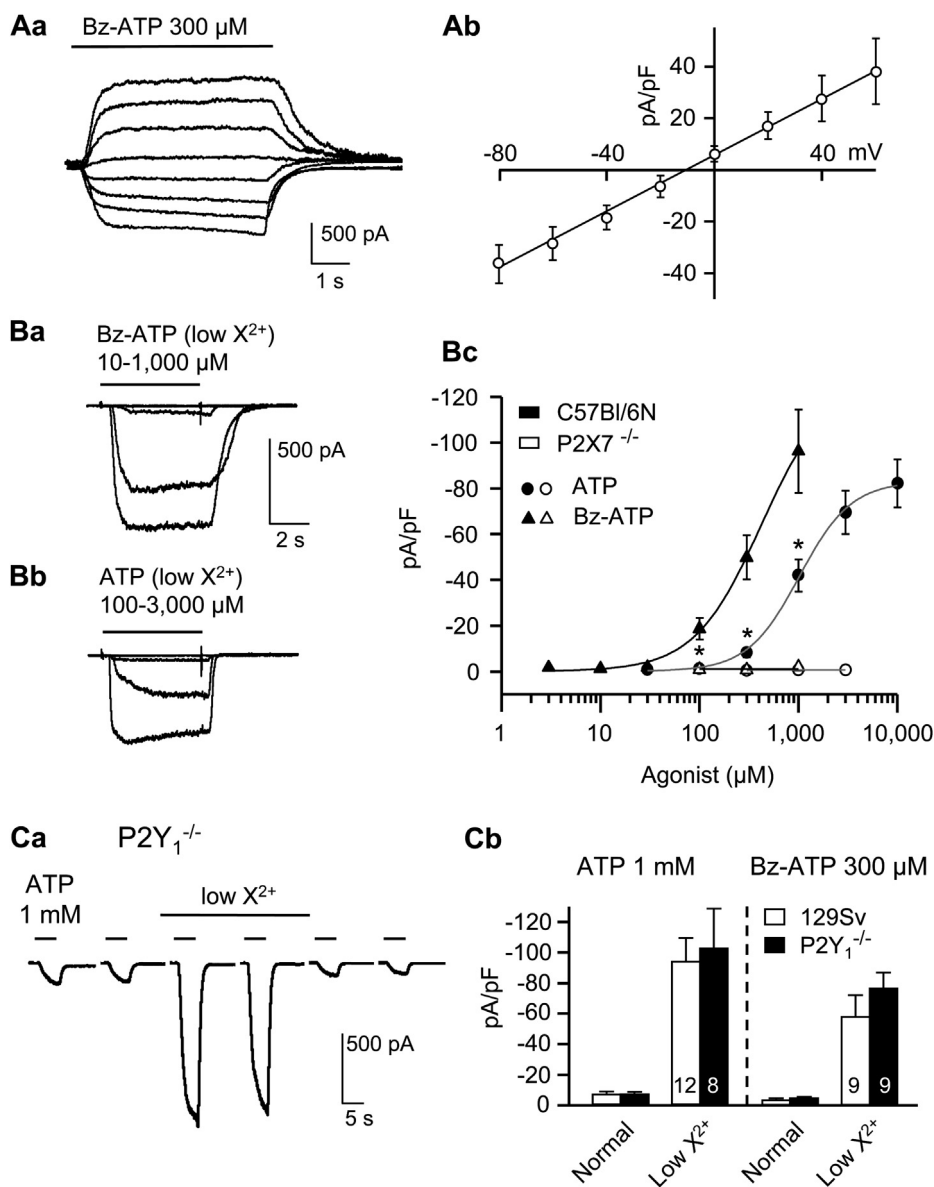 Aa
Bz-ATP 300 µM
500 pA
1 s
Ab
pA/pF
40
20
-80
-40
40
mV
-20
-40
Ba
Bz-ATP (low X²⁺)
10-1,000 µM
500 pA
2 s
Bb
ATP (low X²⁺)
100-3,000 µM
Bc
-120
-100
-80
-60
-40
-20
0
pA/pF
C57Bl/6N
P2X7 ⁻/⁻
ATP
Bz-ATP
*
*
*
1
10
100
1,000
10,000
Agonist (µM)
Ca
P2Y₁⁻/⁻
ATP
1 mM
low X²⁺
500 pA
5 s
Cb
ATP 1 mM
Bz-ATP 300 µM
-120
-100
-80
-60
-40
-20
0
pA/pF
129Sv
P2Y₁⁻/⁻
12
8
9
9
Normal
Low X²⁺
Normal
Low X²⁺